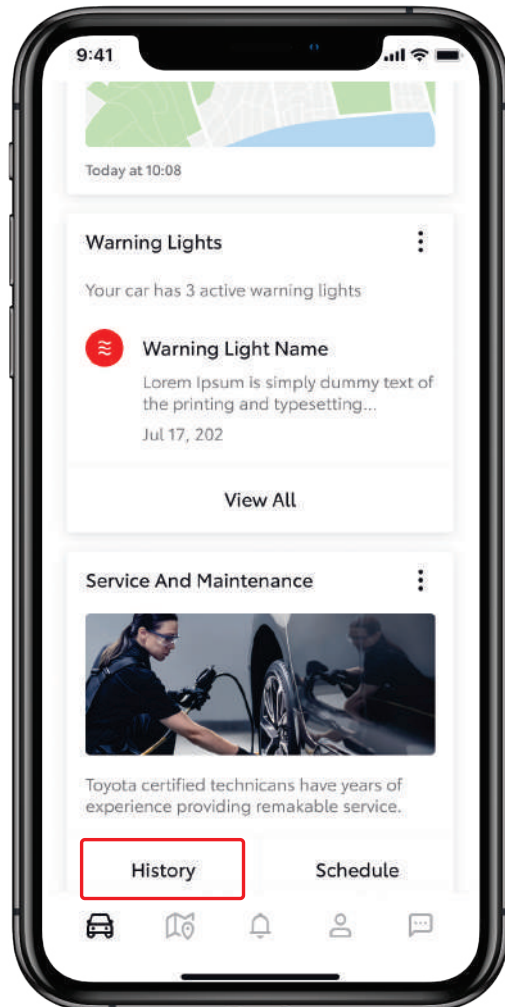 9:41
Today at 10:08
Warning Lights
Your car has 3 active warning lights
Warning Light Name
Lorem Ipsum is simply dummy text of
the printing and typesetting...
Jul 17, 202
View All
Service And Maintenance
Toyota certified technicans have years of
experience providing remakable service.
History
Schedule